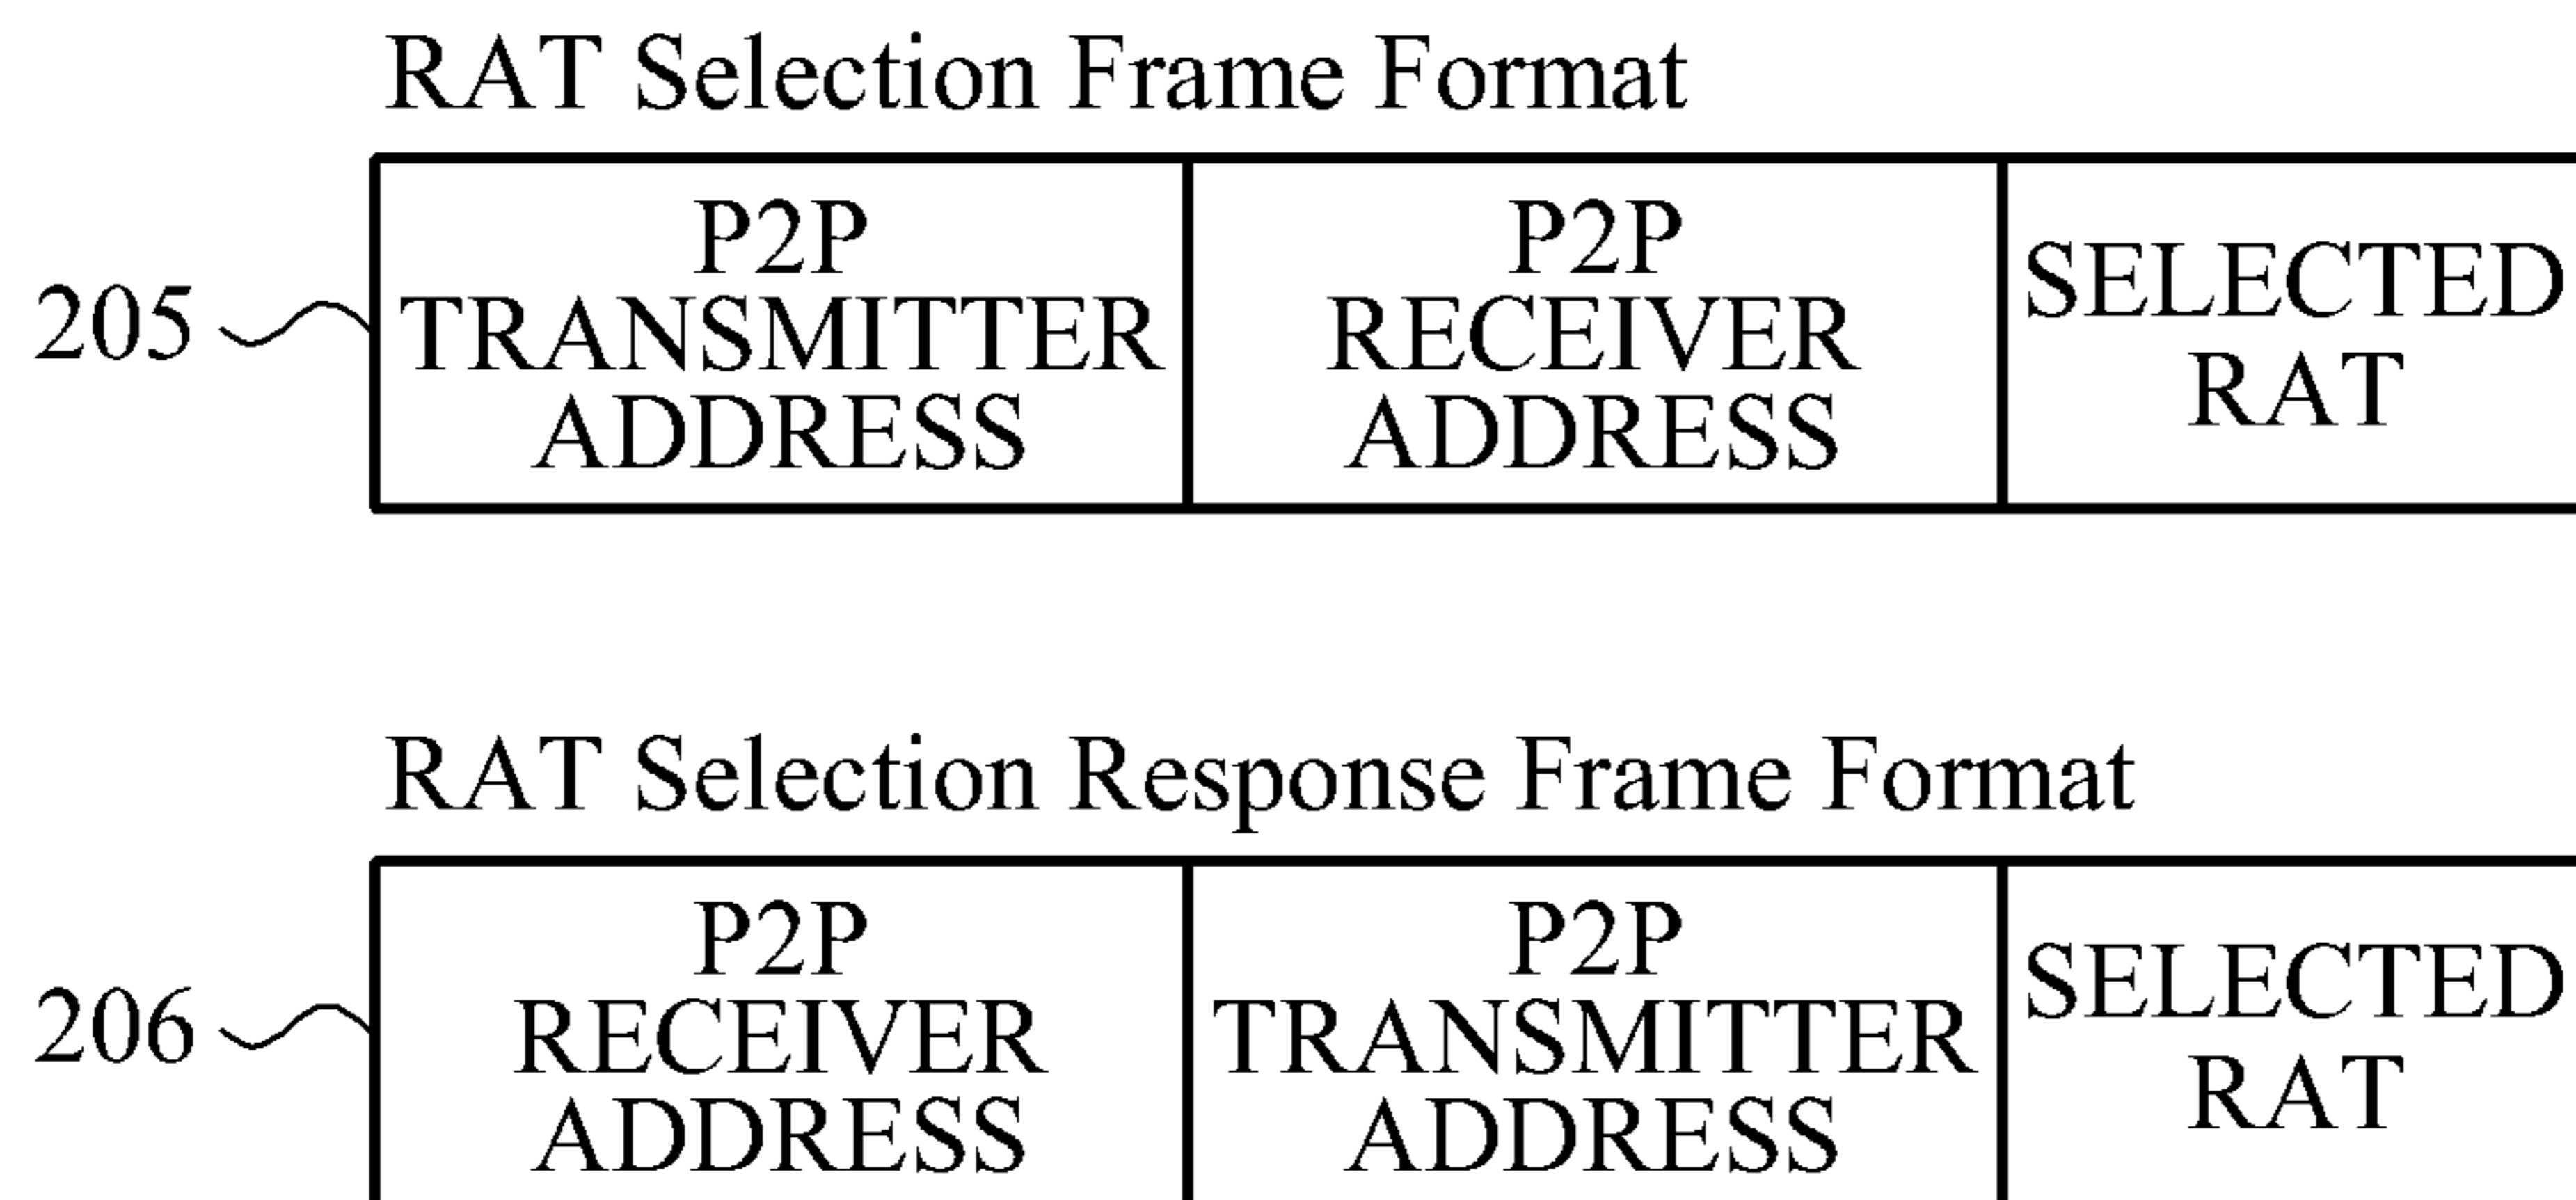 RAT Selection Frame Format
205
P2P
TRANSMITTER
ADDRESS
P2P
RECEIVER
ADDRESS
SELECTED
RAT
RAT Selection Response Frame Format
206
P2P
RECEIVER
ADDRESS
P2P
TRANSMITTER
ADDRESS
SELECTED
RAT